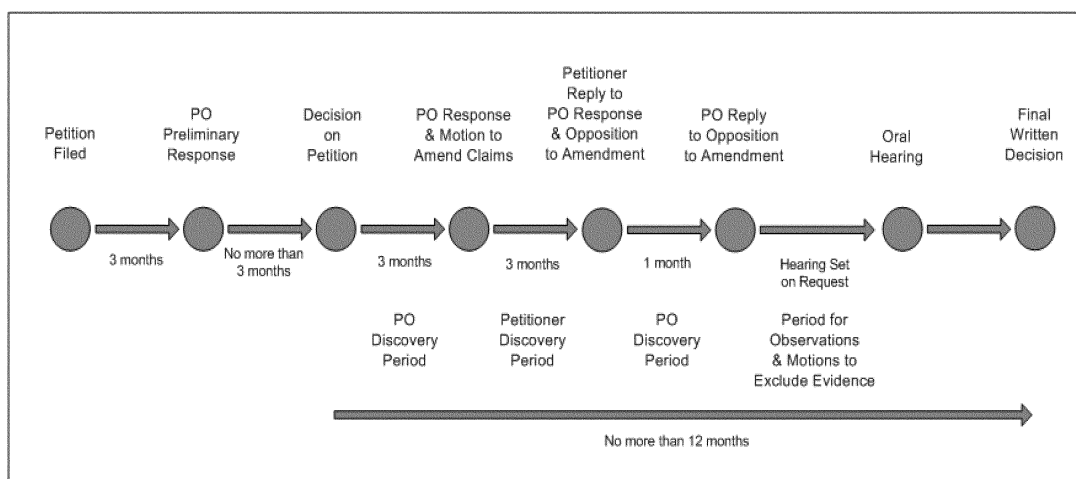 Petition
Filed
PO
Preliminary
Response
Decision
on
Petition
PO Response
& Motion to
Amend Claims
Petitioner
Reply to
PO Response
& Opposition
to Amendment
PO Reply
to Opposition
to Amendment
Oral
Hearing
Final
Written
Decision
3 months
No more than
3 months
3 months
3 months
1 month
Hearing Set
on Request
PO
Discovery
Period
Petitioner
Discovery
Period
PO
Discovery
Period
Period for
Observations
& Motions to
Exclude Evidence
No more than 12 months